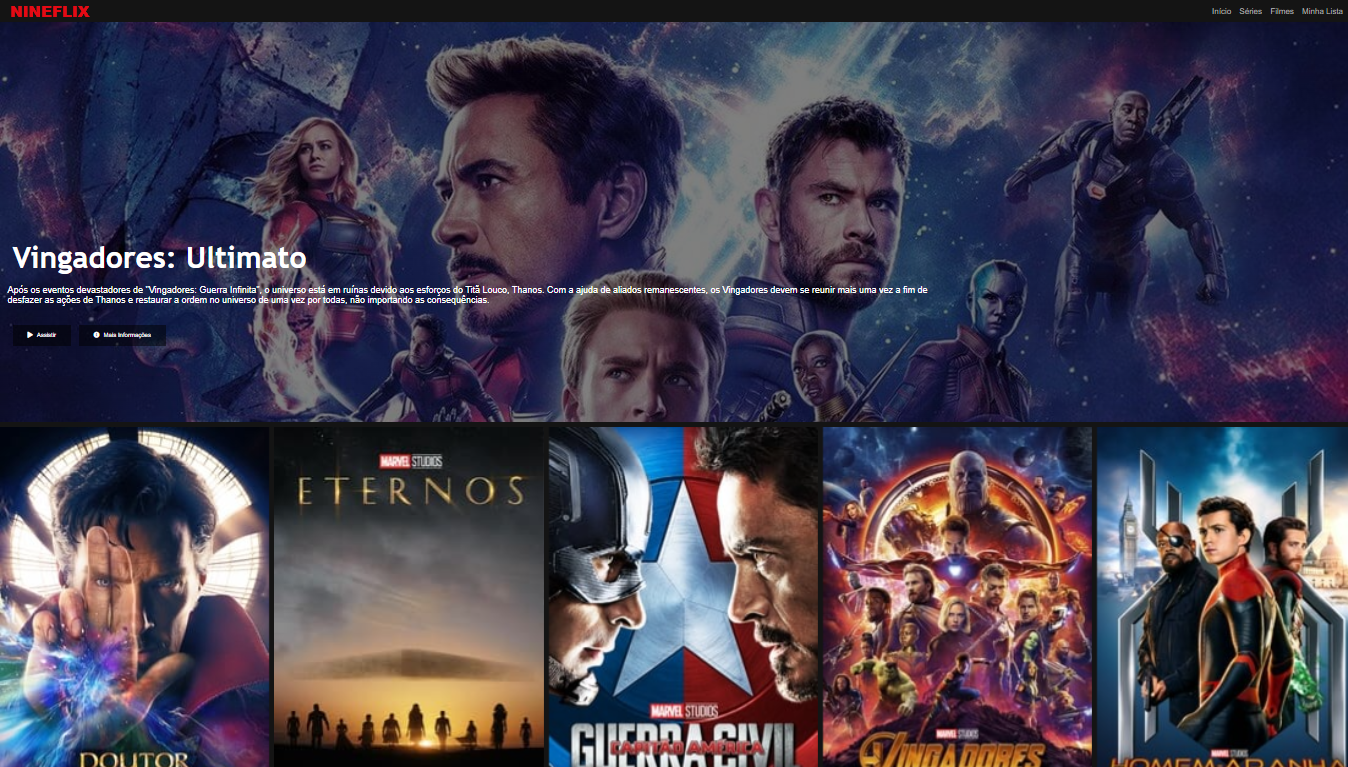 NINEFLIX
Início Séries Filmes Minha Lista
Vingadores: Ultimato
Após os eventos devastadores de "Vingadores: Guerra Infinita", o universo está em ruínas devido aos esforços do Titã Louco, Thanos. Com a ajuda de aliados remanescentes, os Vingadores devem se reunir mais uma vez a fim de
desfazer as ações de Thanos e restaurar a ordem no universo de uma vez por todas, não importando as consequências.
Assistir Mais Informações
DOUTOR
MARVEL STUDIOS
ETERNOS
MARVEL STUDIOS
GUERRA CIVIL
CAPITÃO AMÉRICA
MARVEL STUDIOS
VINGADORES
MARVEL STUDIOS
HOMEM-ARANHA